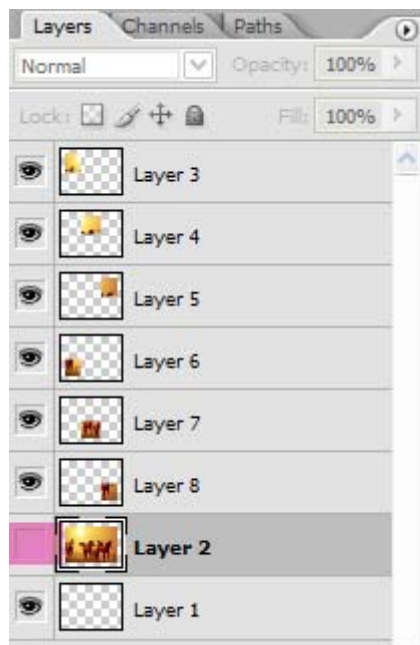 Layers Channels Paths
Normal Opacity: 100%
Lock: Fill: 100%
Layer 3
Layer 4
Layer 5
Layer 6
Layer 7
Layer 8
Layer 2
Layer 1